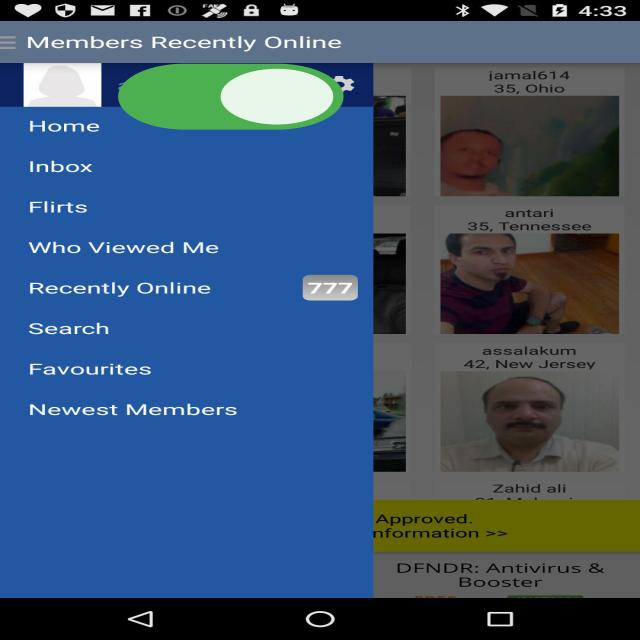 4:33
Members Recently Online
Home
Inbox
Flirts
Who Viewed Me
Recently Online 777
Search
Favourites
Newest Members
jamal614
35, Ohio
antari
35, Tennessee
assalakum
42, New Jersey
Zahid ali
Approved.
nformation >>
DFNDR: Antivirus &
Booster